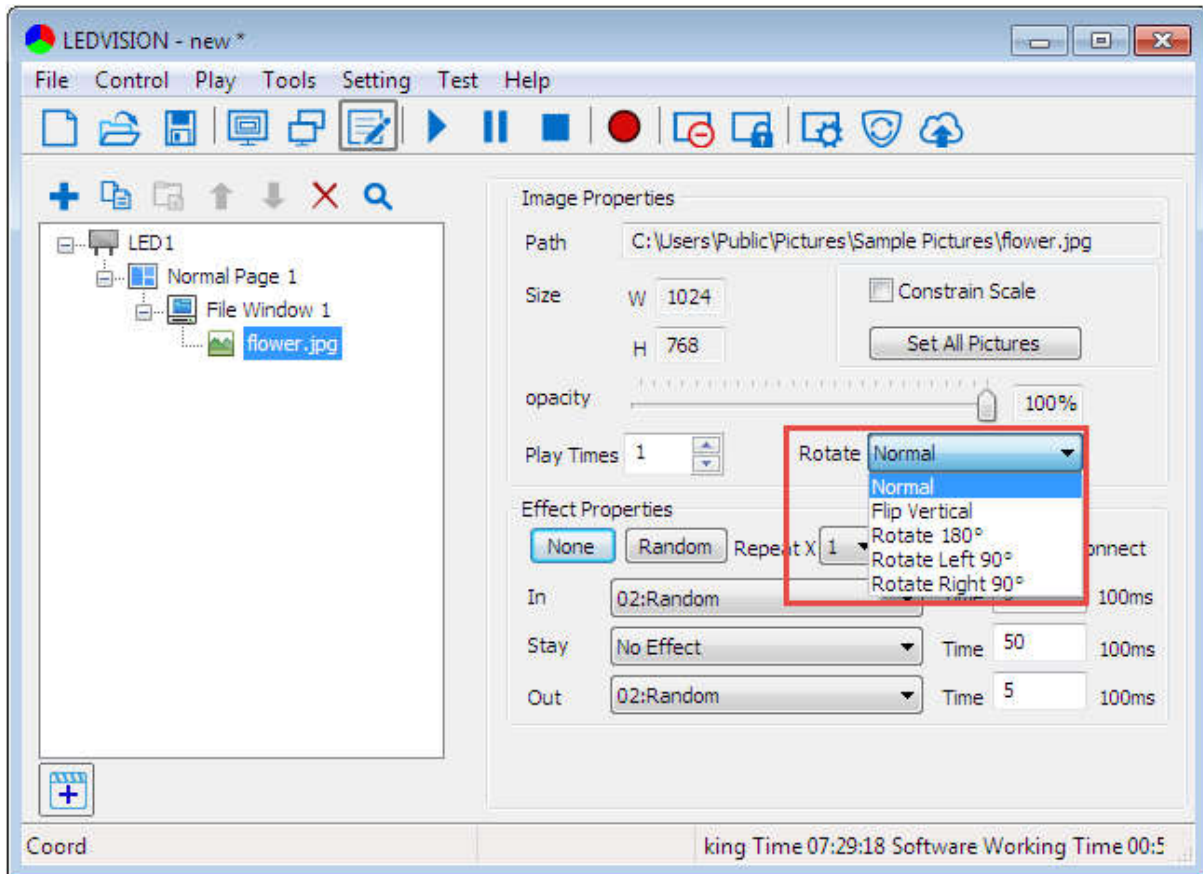 LEDVISION - new *
File Control Play Tools Setting Test Help
LED1
Normal Page 1
File Window 1
flower.jpg
Image Properties
Path C:\Users\Public\Pictures\Sample Pictures\flower.jpg
Size W 1024 Constrain Scale
H 768 Set All Pictures
opacity 100%
Play Times 1 Rotate Normal
Normal
Flip Vertical
Rotate 180°
Rotate Left 90°
Rotate Right 90°
Effect Properties
None Random Repeat X 1
In 02:Random Time 100ms
Stay No Effect Time 50 100ms
Out 02:Random Time 5 100ms
Coord king Time 07:29:18 Software Working Time 00:5